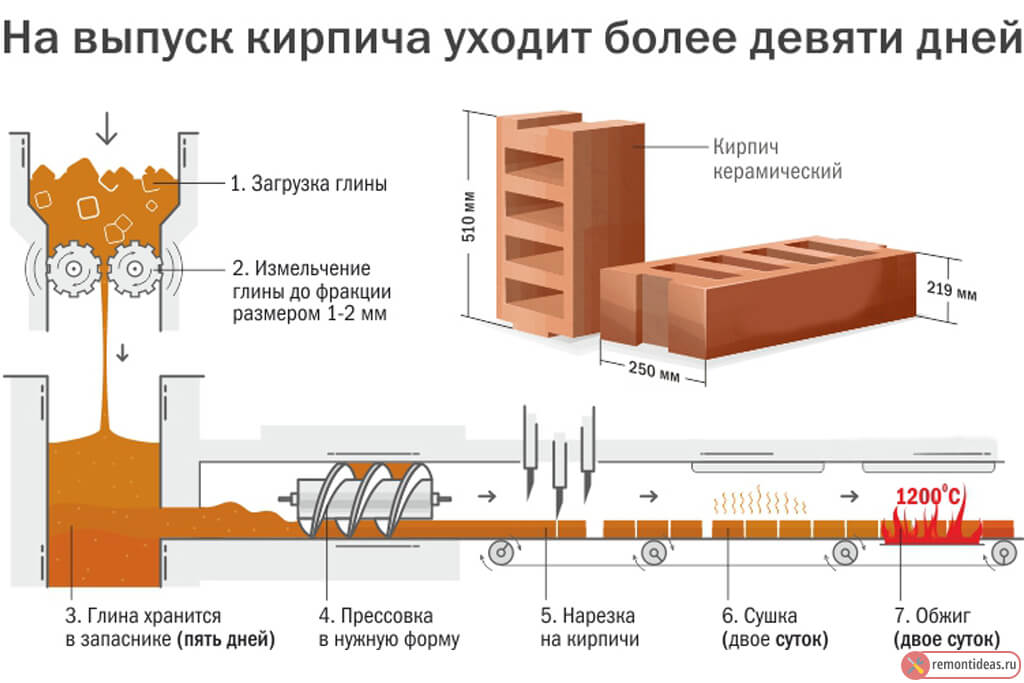 На выпуск кирпича уходит более девяти дней
1. Загрузка глины
2. Измельчение
глины до фракции
размером 1-2 мм
Кирпич
керамический
510 мм
219 мм
250 мм
1200°C
3. Глина хранится
в запаснике (пять дней)
4. Прессовка
в нужную форму
5. Нарезка
на кирпичи
6. Сушка
(двое суток)
7. Обжиг
(двое суток)
remontideas.ru